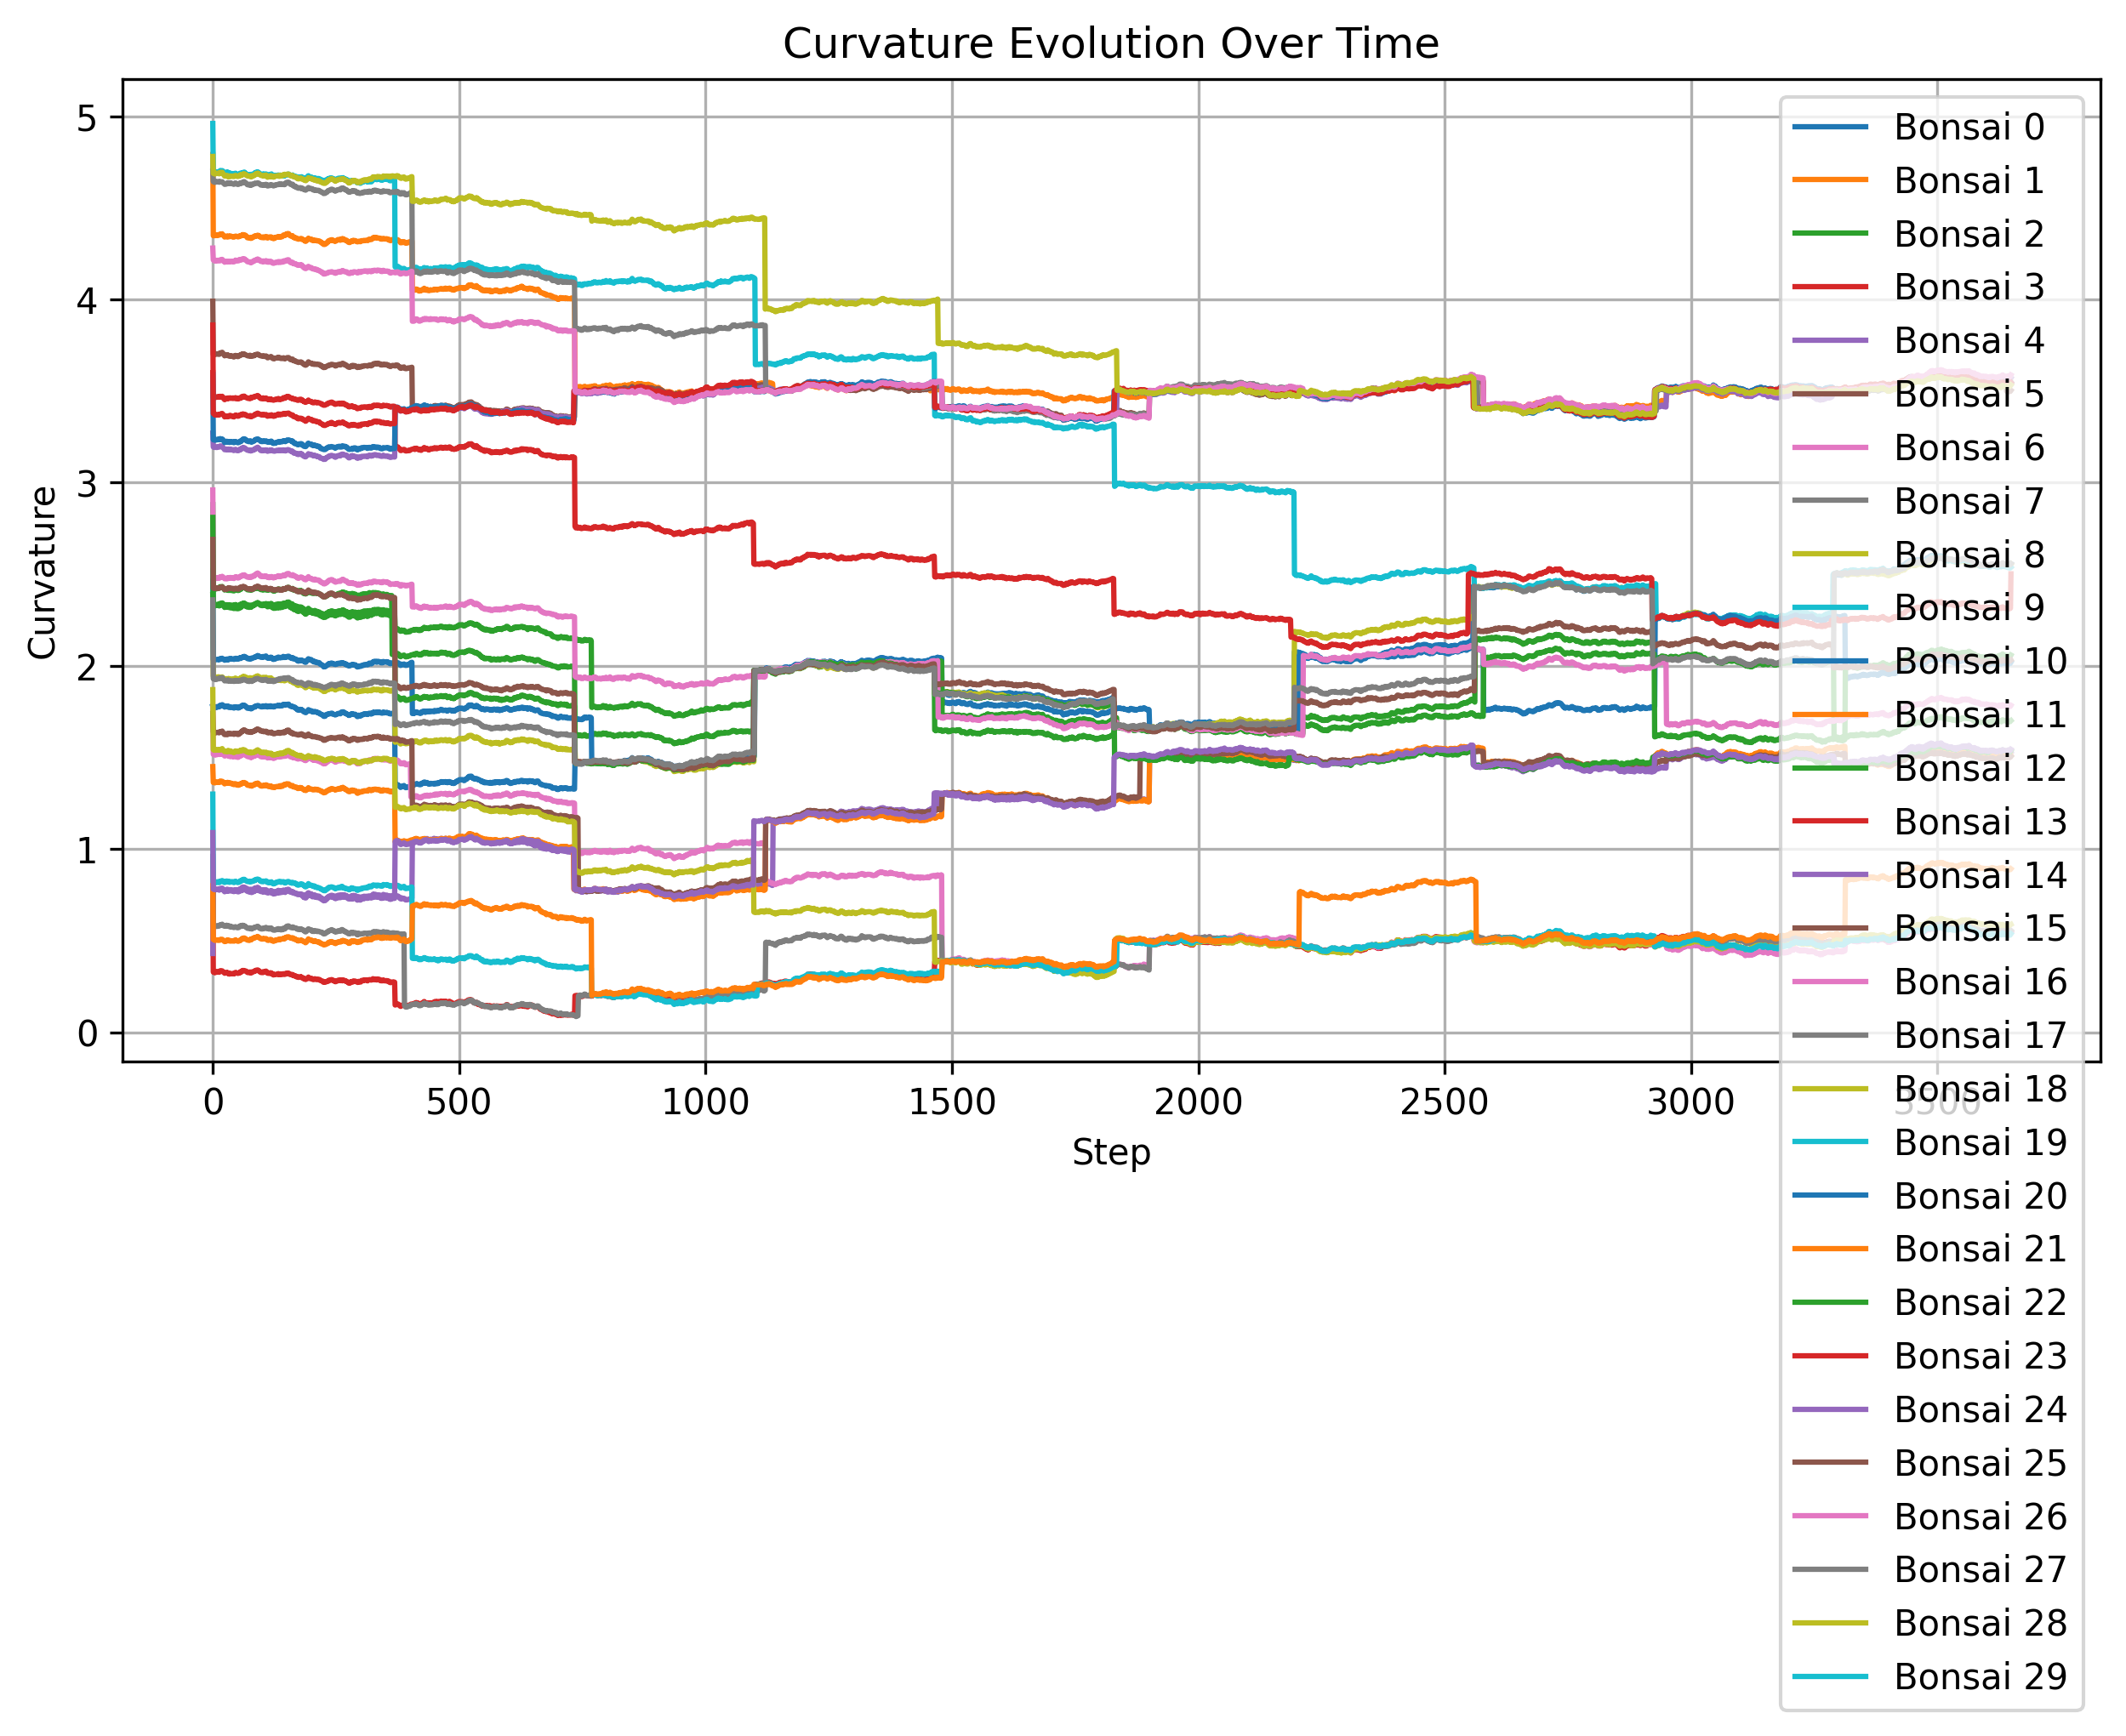 Curvature Evolution Over Time
Curvature
5
4
3
2
1
0
0
500
1000
1500
2000
2500
3000
3500
Step
Bonsai 0
Bonsai 1
Bonsai 2
Bonsai 3
Bonsai 4
Bonsai 5
Bonsai 6
Bonsai 7
Bonsai 8
Bonsai 9
Bonsai 10
Bonsai 11
Bonsai 12
Bonsai 13
Bonsai 14
Bonsai 15
Bonsai 16
Bonsai 17
Bonsai 18
Bonsai 19
Bonsai 20
Bonsai 21
Bonsai 22
Bonsai 23
Bonsai 24
Bonsai 25
Bonsai 26
Bonsai 27
Bonsai 28
Bonsai 29